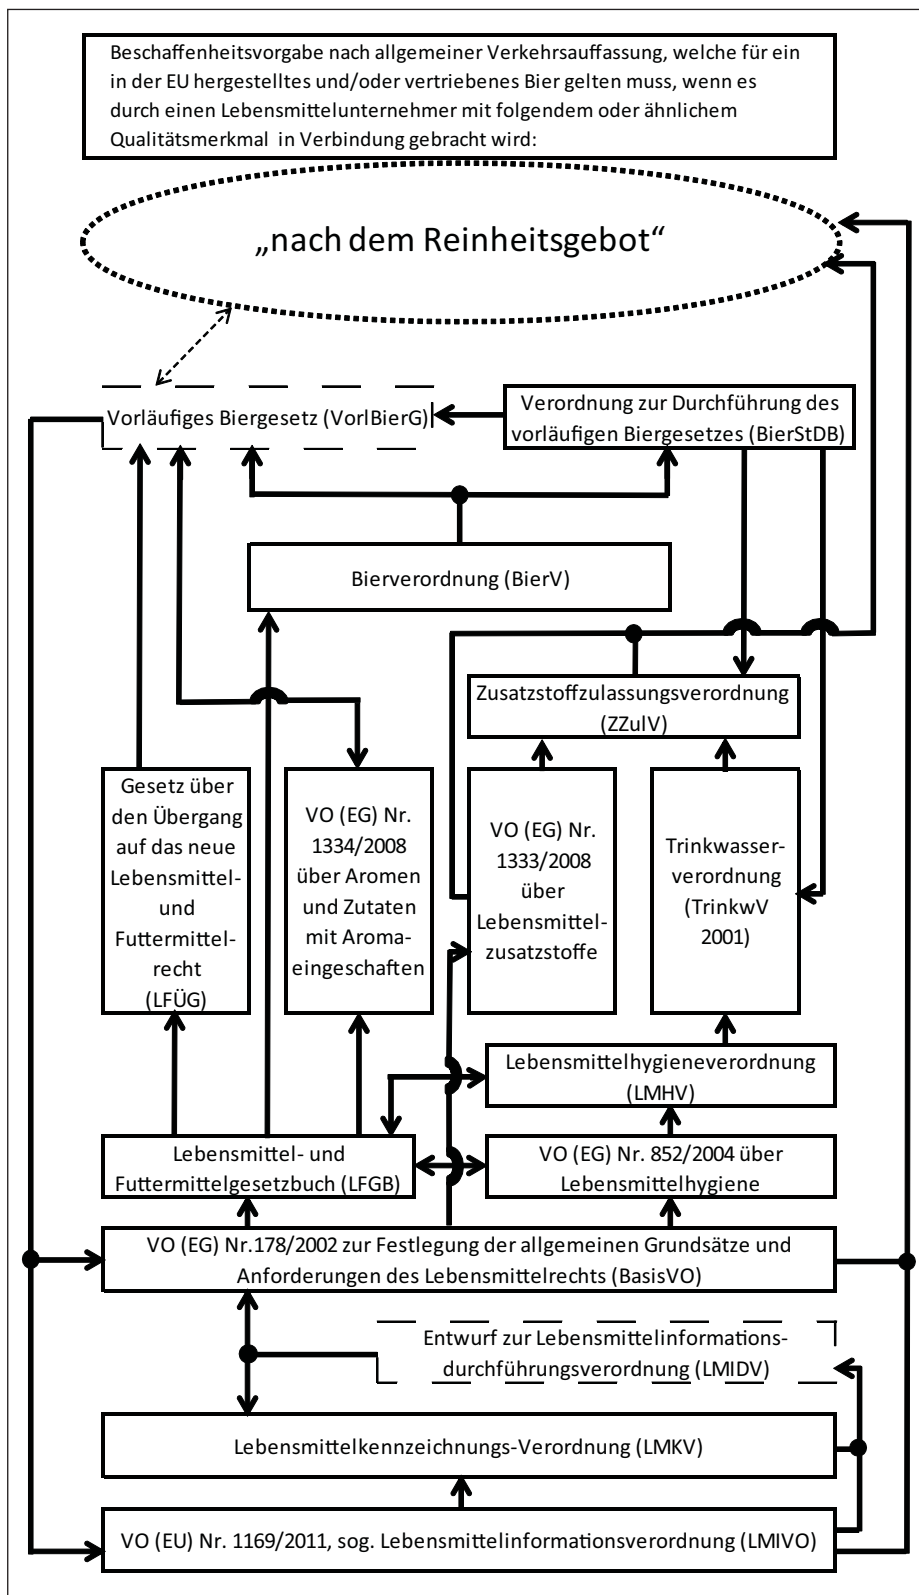 Beschaffenheitsvorgabe nach allgemeiner Verkehrsauffassung, welche für ein
in der EU hergestelltes und/oder vertriebenes Bier gelten muss, wenn es
durch einen Lebensmittelunternehmer mit folgendem oder ähnlichem
Qualitätsmerkmal in Verbindung gebracht wird:
„nach dem Reinheitsgebot“
Vorläufiges Biergesetz (VorlBierG)
Verordnung zur Durchführung des
vorläufigen Biergesetzes (BierStDB)
Bierverordnung (BierV)
Zusatzstoffzulassungsverordnung
(ZZulV)
Gesetz über
den Übergang
auf das neue
Lebensmittel-
und
Futtermittel-
recht
(LFÜG)
VO (EG) Nr.
1334/2008
über Aromen
und Zutaten
mit Aroma-
eingeschaften
VO (EG) Nr.
1333/2008
über
Lebensmittel-
zusatzstoffe
Trinkwasser-
verordnung
(TrinkwV
2001)
Lebensmittelhygieneverordnung
(LMHV)
Lebensmittel- und
Futtermittelgesetzbuch (LFGB)
VO (EG) Nr. 852/2004 über
Lebensmittelhygiene
VO (EG) Nr.178/2002 zur Festlegung der allgemeinen Grundsätze und
Anforderungen des Lebensmittelrechts (BasisVO)
Entwurf zur Lebensmittelinformations-
durchführungsverordnung (LMIDV)
Lebensmittelkennzeichnungs-Verordnung (LMKV)
VO (EU) Nr. 1169/2011, sog. Lebensmittelinformationsverordnung (LMIVO)